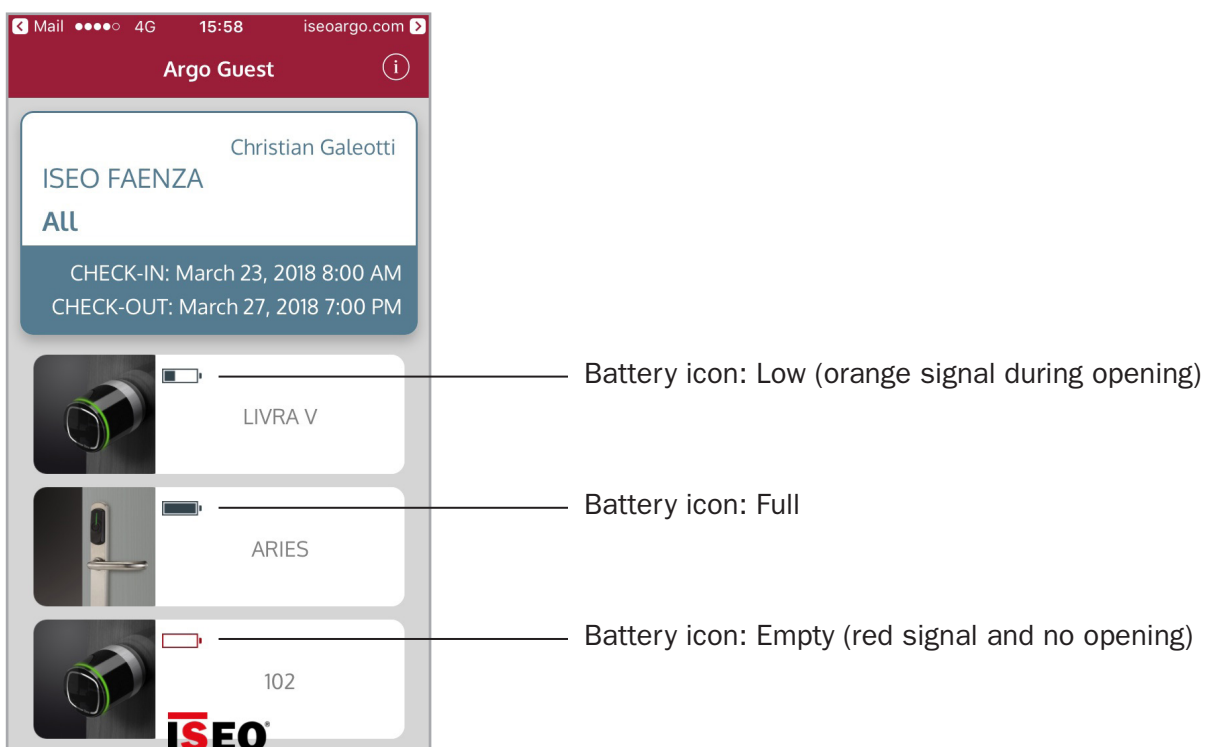 Mail 4G 15:58 iseoargo.com
Argo Guest i
Christian Galeotti
ISEO FAENZA
All
CHECK-IN: March 23, 2018 8:00 AM
CHECK-OUT: March 27, 2018 7:00 PM
Battery icon: Low (orange signal during opening)
LIVRA V
Battery icon: Full
ARIES
Battery icon: Empty (red signal and no opening)
102
ISEO®